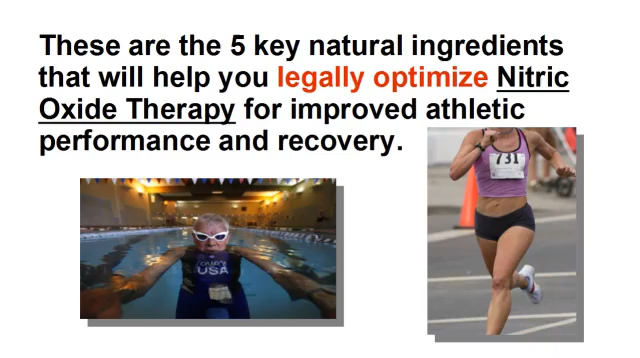 These are the 5 key natural ingredients
that will help you legally optimize Nitric
Oxide Therapy for improved athletic
performance and recovery.
731
USA